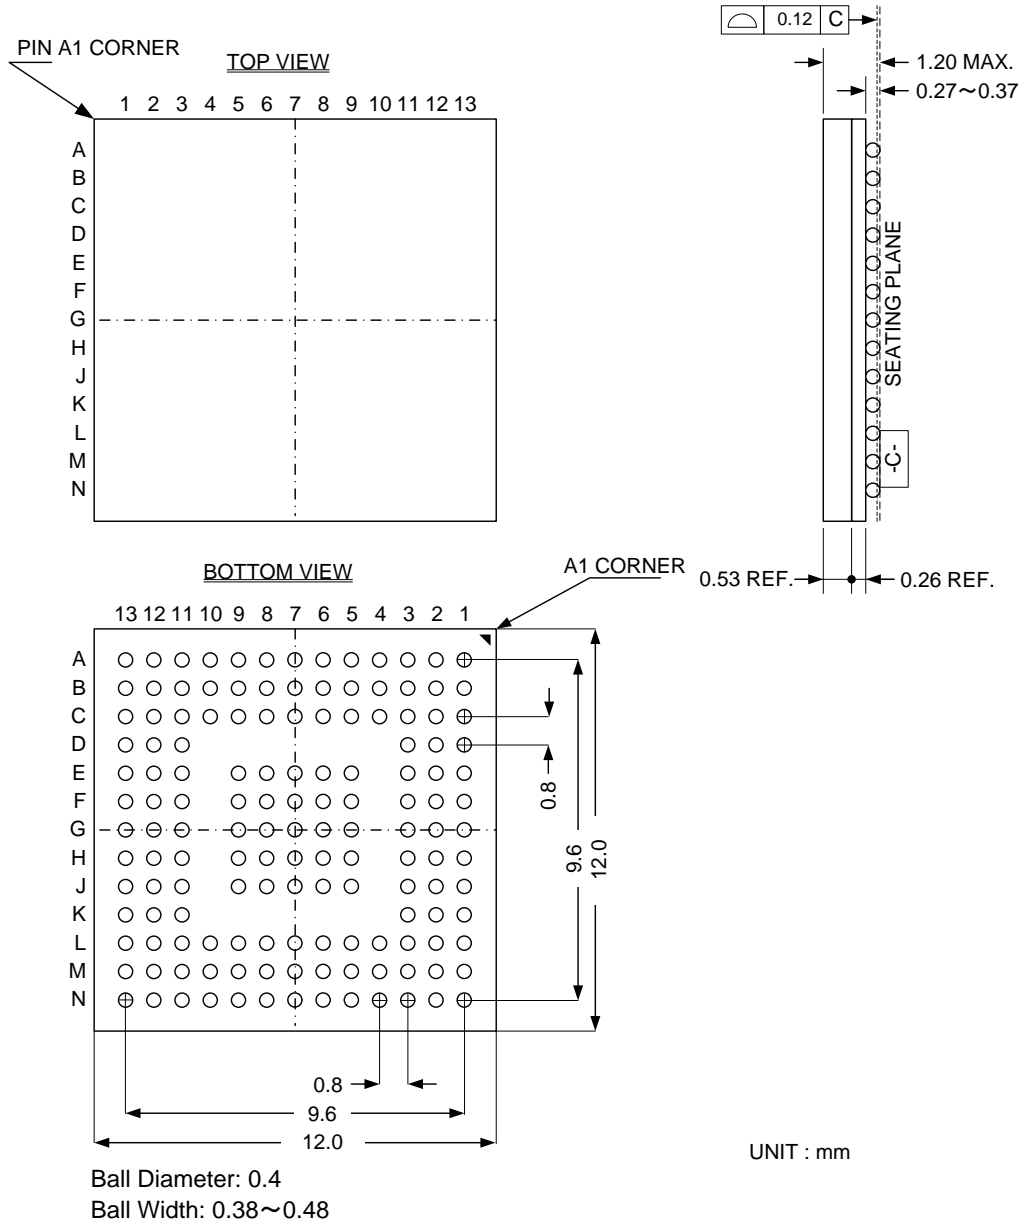 0.12 C
PIN A1 CORNER
TOP VIEW
1.20 MAX.
0.27～0.37
1 2 3 4 5 6 7 8 9 10 11 12 13
A
B
C
D
E
F
G
H
J
K
L
M
N
SEATING PLANE
-C-
BOTTOM VIEW
A1 CORNER
0.53 REF.
0.26 REF.
13 12 11 10 9 8 7 6 5 4 3 2 1
A
B
C
D
E
F
G
H
J
K
L
M
N
0.8
9.6
12.0
0.8
9.6
12.0
UNIT : mm
Ball Diameter: 0.4
Ball Width: 0.38～0.48